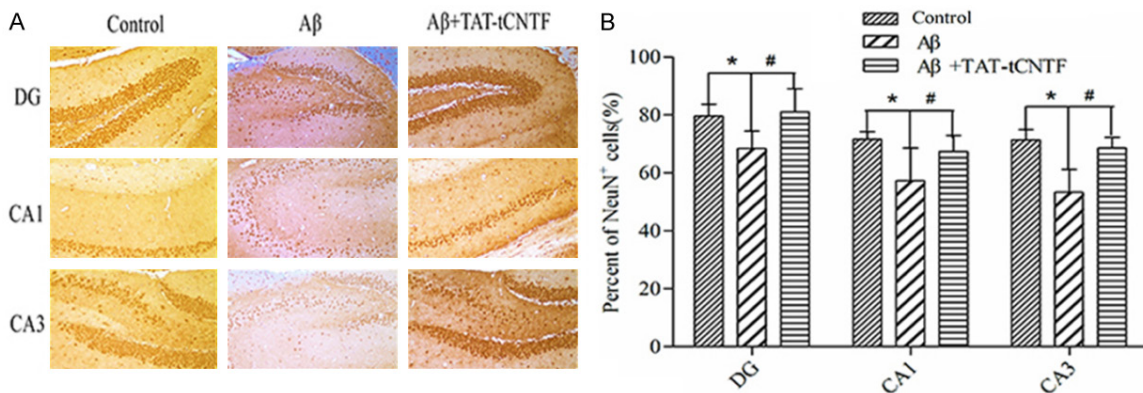 A
Control
Aβ
Aβ+TAT-tCNTF
DG
CA1
CA3
B
Control
Aβ
Aβ +TAT-tCNTF
Percent of NeuN+ cells(%)
100
80
60
40
20
0
* #
* #
* #
DG
CA1
CA3